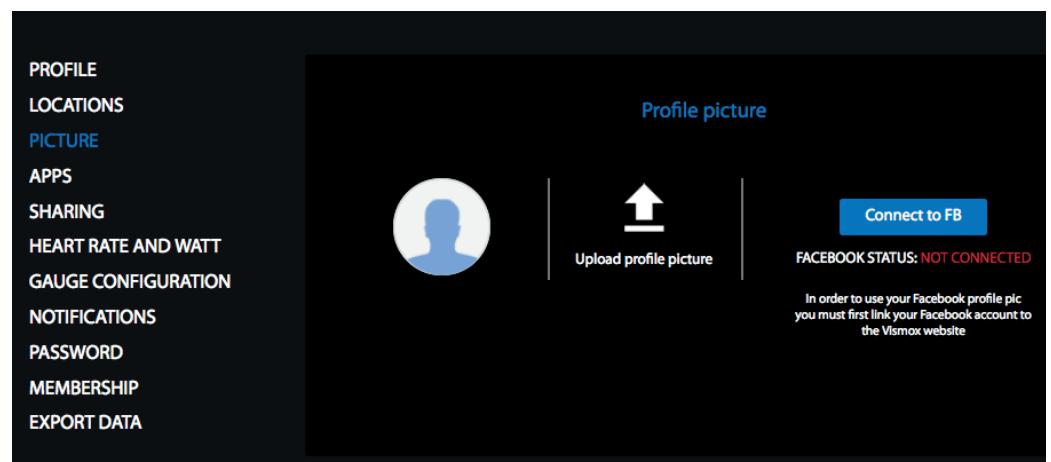 PROFILE
LOCATIONS
PICTURE
APPS
SHARING
HEART RATE AND WATT
GAUGE CONFIGURATION
NOTIFICATIONS
PASSWORD
MEMBERSHIP
EXPORT DATA
Profile picture
Upload profile picture
Connect to FB
FACEBOOK STATUS: NOT CONNECTED
In order to use your Facebook profile pic
you must first link your Facebook account to
the Vismox website